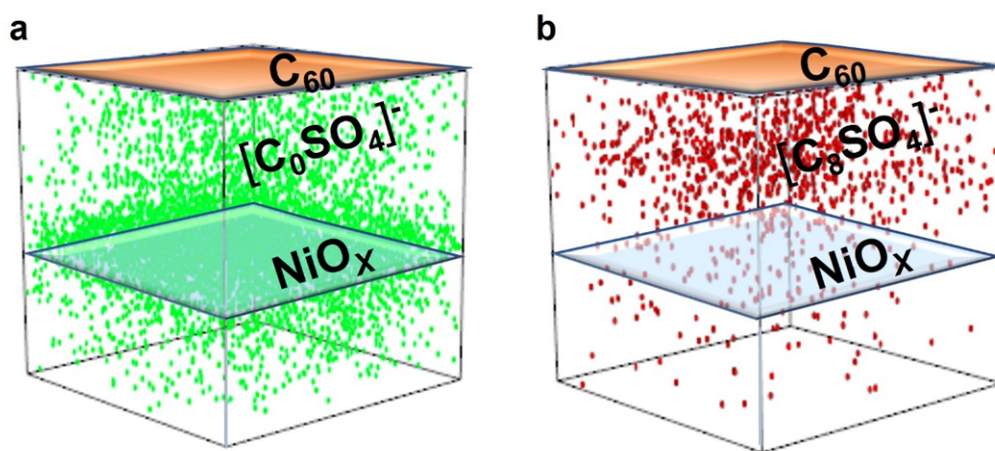 a
C₆₀
[C₀SO₄]⁻
NiOₓ
b
C₆₀
[C₈SO₄]⁻
NiOₓ